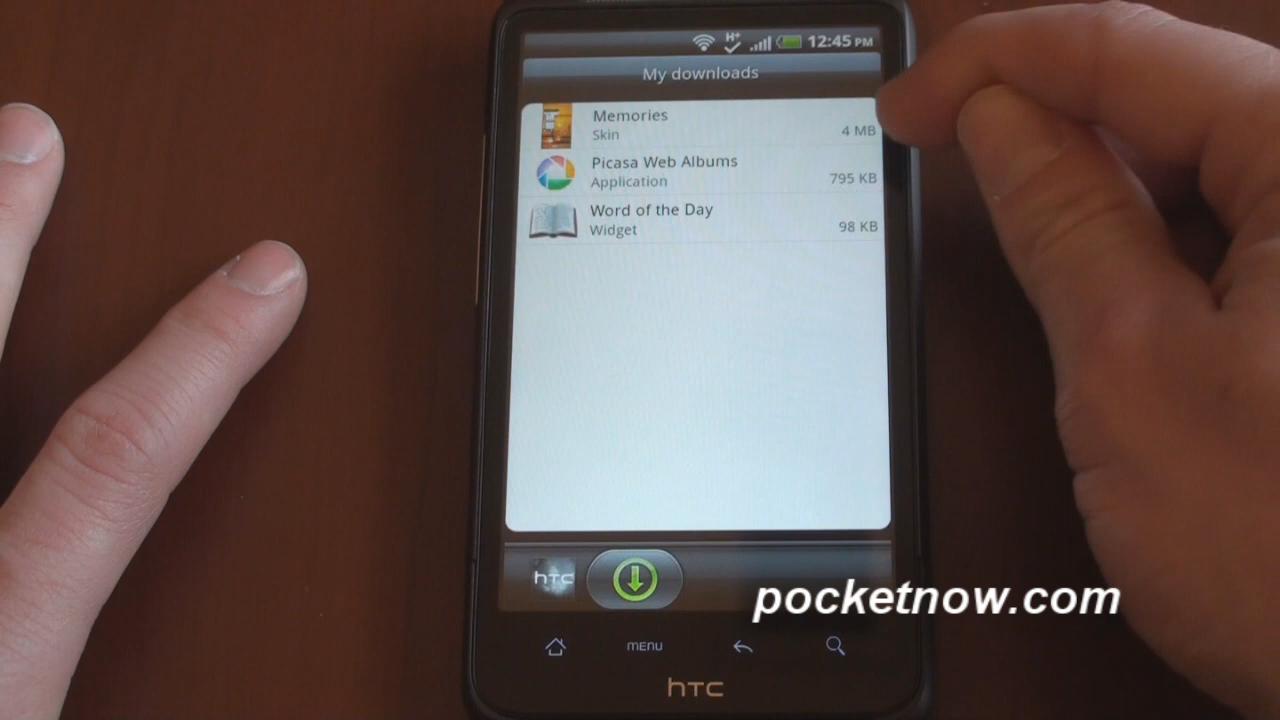 H+
12:45 PM
My downloads
Memories
Skin
4 MB
Picasa Web Albums
Application
795 KB
Word of the Day
Widget
98 KB
htc
pocketnow.com
MENU
htc